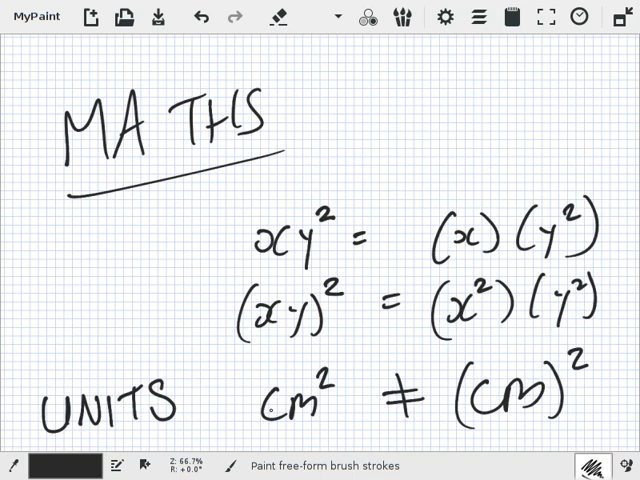 MyPaint
MATHS
xy² = (x)(y²)
(xy)² = (x²)(y²)
UNITS cm² ≠ (cm)²
Z: 66.7%
R: +0.0°
Paint free-form brush strokes